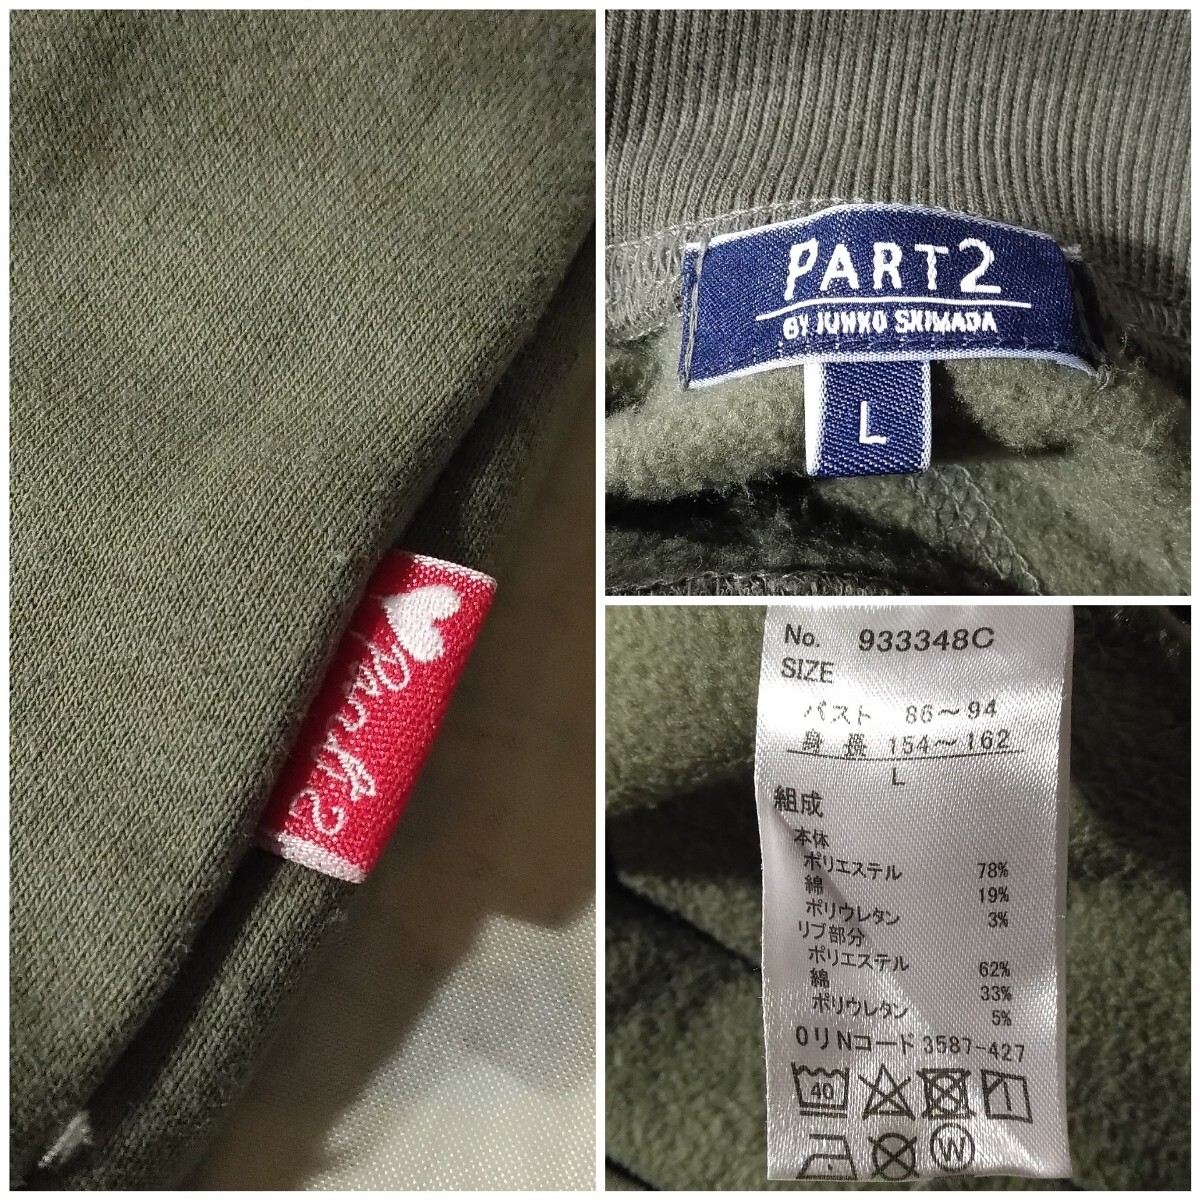 Part2
PART2
BY JUNKO SHIMADA
L
No. 933348C
SIZE
バスト 86～94
身長 154～162
L
組成
本体
ポリエステル 78%
綿 19%
ポリウレタン 3%
リブ部分
ポリエステル 62%
綿 33%
ポリウレタン 5%
0リNコード 3587-427
40
W